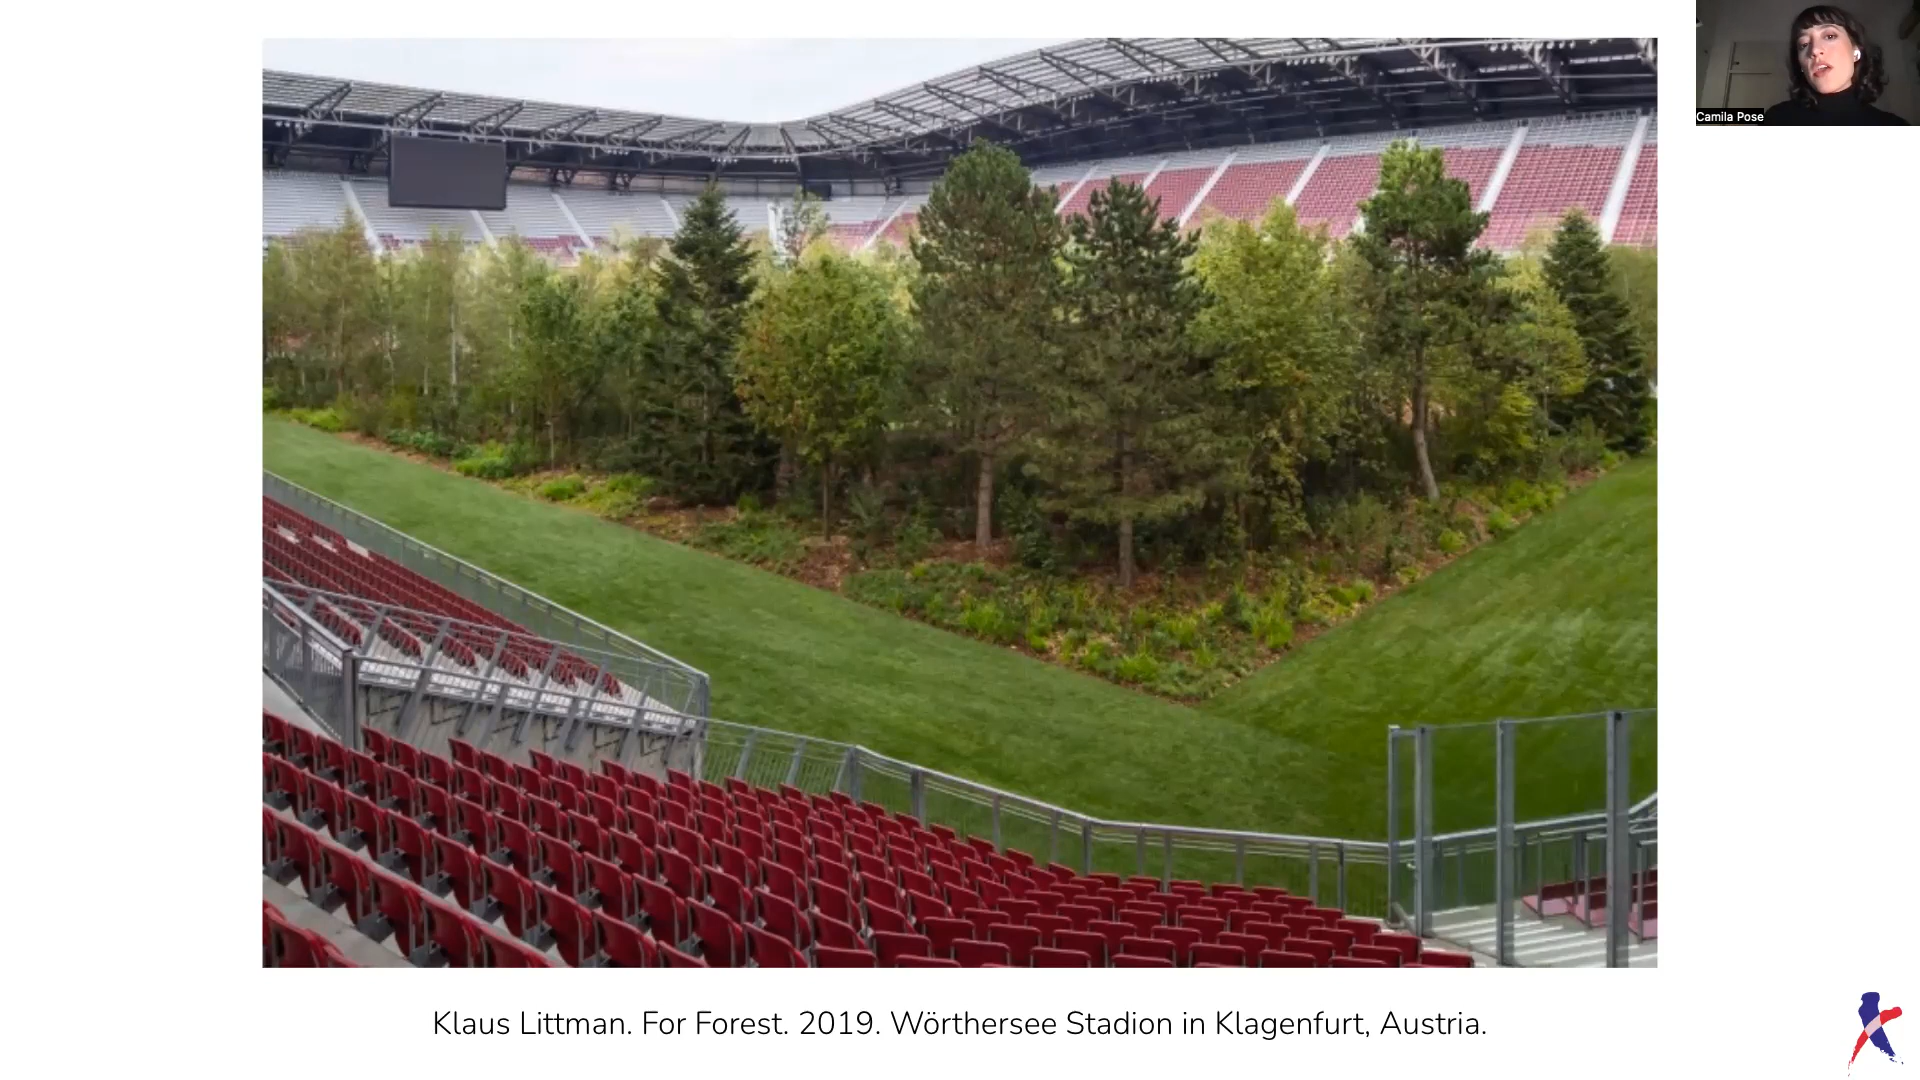 Camila Pose
Klaus Littman. For Forest. 2019. Wörthersee Stadion in Klagenfurt, Austria.